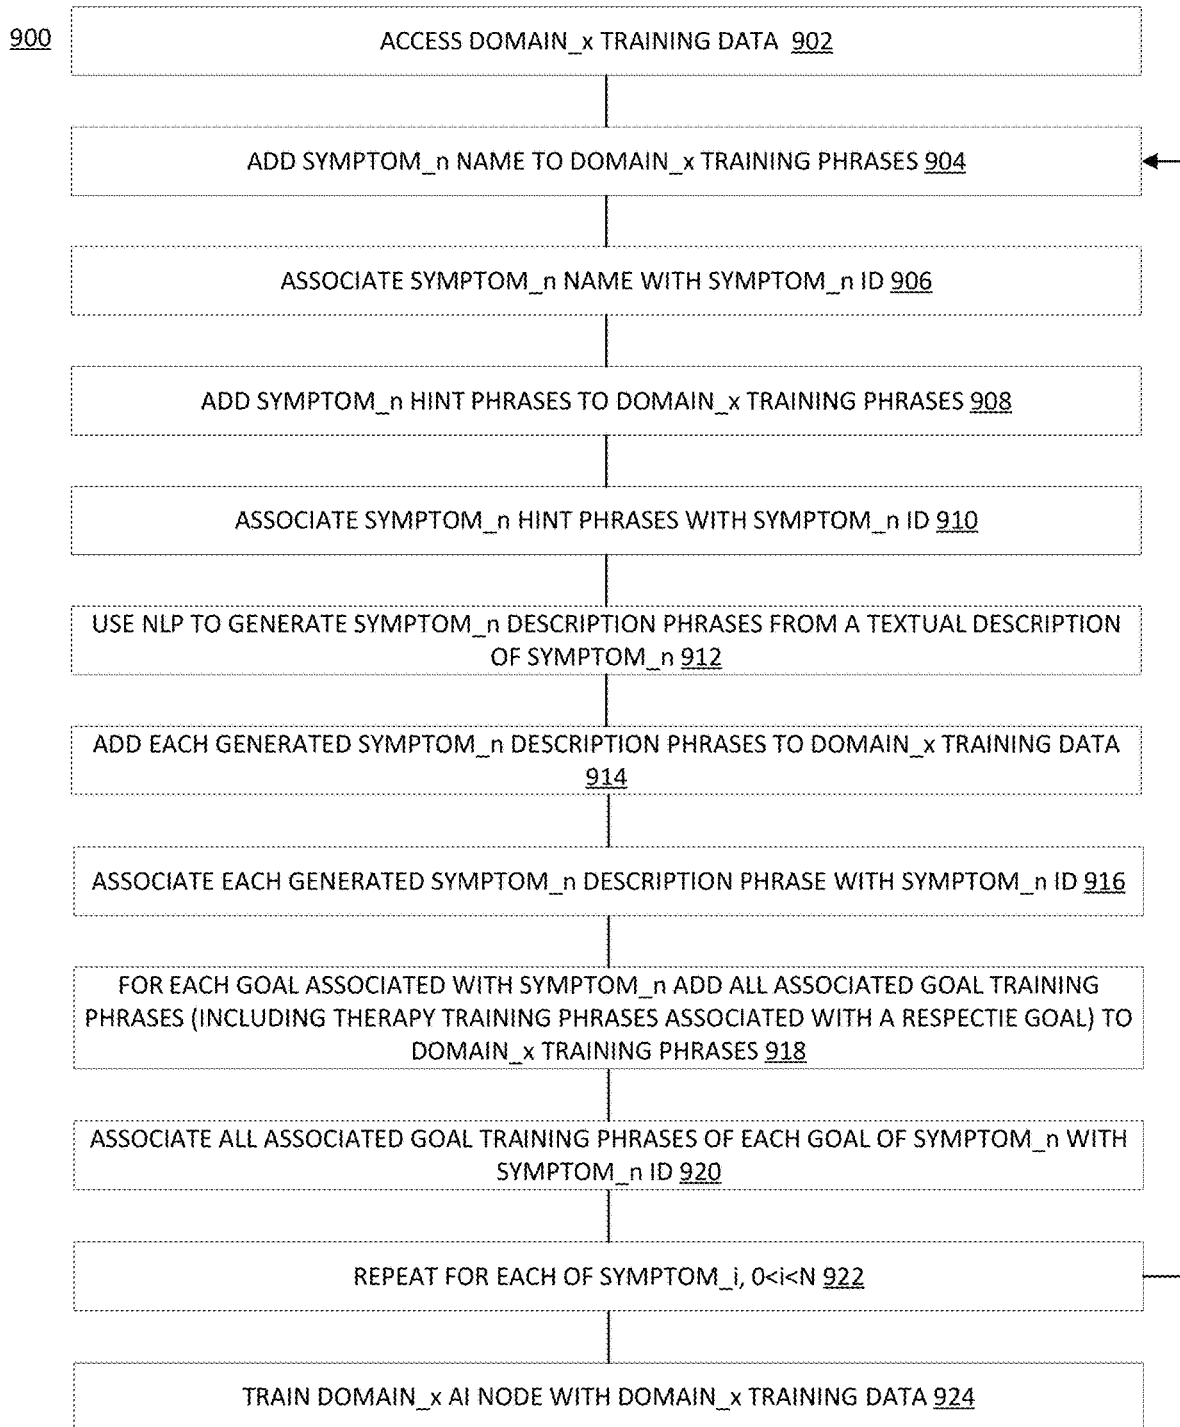 900
ACCESS DOMAIN_x TRAINING DATA 902
ADD SYMPTOM_n NAME TO DOMAIN_x TRAINING PHRASES 904
ASSOCIATE SYMPTOM_n NAME WITH SYMPTOM_n ID 906
ADD SYMPTOM_n HINT PHRASES TO DOMAIN_x TRAINING PHRASES 908
ASSOCIATE SYMPTOM_n HINT PHRASES WITH SYMPTOM_n ID 910
USE NLP TO GENERATE SYMPTOM_n DESCRIPTION PHRASES FROM A TEXTUAL DESCRIPTION
OF SYMPTOM_n 912
ADD EACH GENERATED SYMPTOM_n DESCRIPTION PHRASES TO DOMAIN_x TRAINING DATA
914
ASSOCIATE EACH GENERATED SYMPTOM_n DESCRIPTION PHRASE WITH SYMPTOM_n ID 916
FOR EACH GOAL ASSOCIATED WITH SYMPTOM_n ADD ALL ASSOCIATED GOAL TRAINING
PHRASES (INCLUDING THERAPY TRAINING PHRASES ASSOCIATED WITH A RESPECTIE GOAL) TO
DOMAIN_x TRAINING PHRASES 918
ASSOCIATE ALL ASSOCIATED GOAL TRAINING PHRASES OF EACH GOAL OF SYMPTOM_n WITH
SYMPTOM_n ID 920
REPEAT FOR EACH OF SYMPTOM_i, 0<i<N 922
TRAIN DOMAIN_x AI NODE WITH DOMAIN_x TRAINING DATA 924